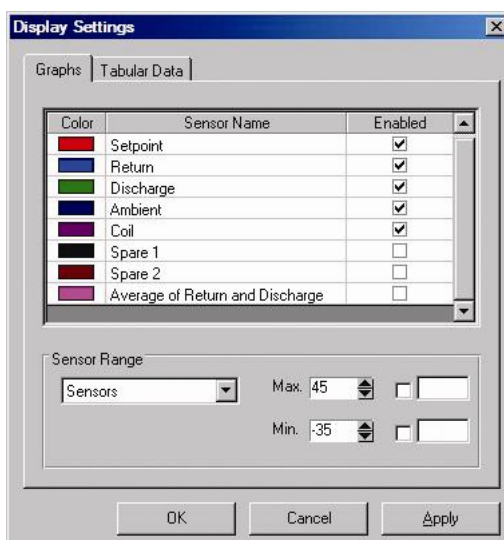 Display Settings
Graphs Tabular Data
Color Sensor Name Enabled
Setpoint
Return
Discharge
Ambient
Coil
Spare 1
Spare 2
Average of Return and Discharge
Sensor Range
Sensors Max. 45
Min. -35
OK Cancel Apply